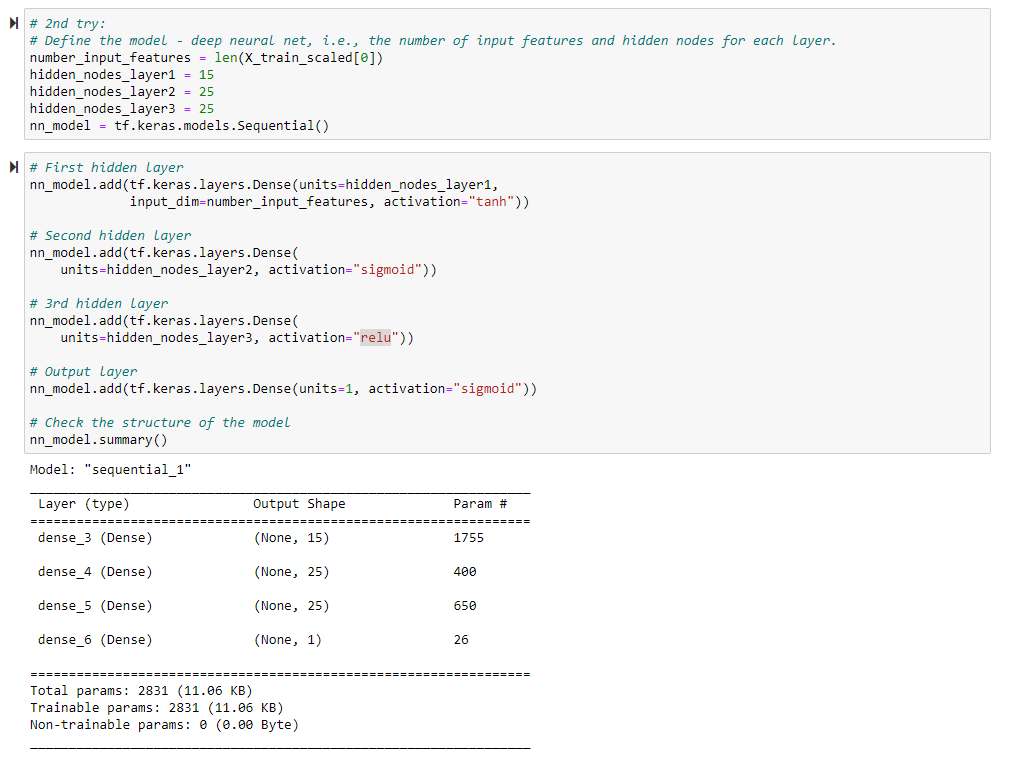 # 2nd try:
# Define the model - deep neural net, i.e., the number of input features and hidden nodes for each layer.
number_input_features = len(X_train_scaled[0])
hidden_nodes_layer1 = 15
hidden_nodes_layer2 = 25
hidden_nodes_layer3 = 25
nn_model = tf.keras.models.Sequential()
# First hidden layer
nn_model.add(tf.keras.layers.Dense(units=hidden_nodes_layer1,
             input_dim=number_input_features, activation="tanh"))
# Second hidden layer
nn_model.add(tf.keras.layers.Dense(
    units=hidden_nodes_layer2, activation="sigmoid"))
# 3rd hidden layer
nn_model.add(tf.keras.layers.Dense(
    units=hidden_nodes_layer3, activation="relu"))
# Output layer
nn_model.add(tf.keras.layers.Dense(units=1, activation="sigmoid"))
# Check the structure of the model
nn_model.summary()
Model: "sequential_1"
_________________________________________________________________
Layer (type)                Output Shape              Param #
=================================================================
dense_3 (Dense)             (None, 15)                1755
dense_4 (Dense)             (None, 25)                400
dense_5 (Dense)             (None, 25)                650
dense_6 (Dense)             (None, 1)                 26
=================================================================
Total params: 2831 (11.06 KB)
Trainable params: 2831 (11.06 KB)
Non-trainable params: 0 (0.00 Byte)
_________________________________________________________________